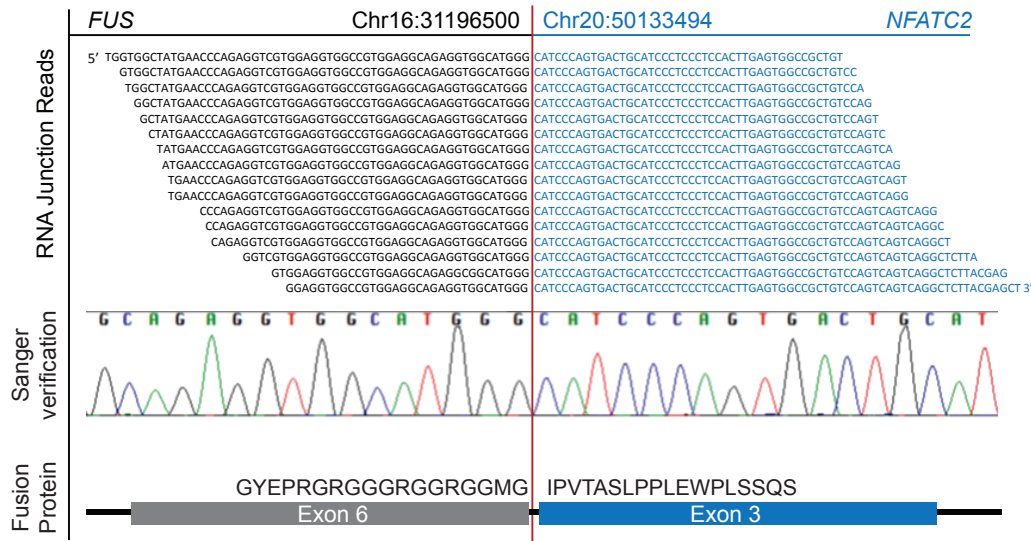 FUS Chr16:31196500 Chr20:50133494 NFATC2
RNA Junction Reads
5' TGGTGGCTATGAACCCAGAGGTCGTGGAGGTGGCCGTGGAGGCAGAGGTGGCATGGG CATCCCAGTGACTGCATCCCTCCCTCCACTTGAGTGGCCGCTGT
GTGGCTATGAACCCAGAGGTCGTGGAGGTGGCCGTGGAGGCAGAGGTGGCATGGG CATCCCAGTGACTGCATCCCTCCCTCCACTTGAGTGGCCGCTGTCC
TGGCTATGAACCCAGAGGTCGTGGAGGTGGCCGTGGAGGCAGAGGTGGCATGGG CATCCCAGTGACTGCATCCCTCCCTCCACTTGAGTGGCCGCTGTCCA
GGCTATGAACCCAGAGGTCGTGGAGGTGGCCGTGGAGGCAGAGGTGGCATGGG CATCCCAGTGACTGCATCCCTCCCTCCACTTGAGTGGCCGCTGTCCAG
GCTATGAACCCAGAGGTCGTGGAGGTGGCCGTGGAGGCAGAGGTGGCATGGG CATCCCAGTGACTGCATCCCTCCCTCCACTTGAGTGGCCGCTGTCCAGT
CTATGAACCCAGAGGTCGTGGAGGTGGCCGTGGAGGCAGAGGTGGCATGGG CATCCCAGTGACTGCATCCCTCCCTCCACTTGAGTGGCCGCTGTCCAGTC
TATGAACCCAGAGGTCGTGGAGGTGGCCGTGGAGGCAGAGGTGGCATGGG CATCCCAGTGACTGCATCCCTCCCTCCACTTGAGTGGCCGCTGTCCAGTCA
ATGAACCCAGAGGTCGTGGAGGTGGCCGTGGAGGCAGAGGTGGCATGGG CATCCCAGTGACTGCATCCCTCCCTCCACTTGAGTGGCCGCTGTCCAGTCAG
TGAACCCAGAGGTCGTGGAGGTGGCCGTGGAGGCAGAGGTGGCATGGG CATCCCAGTGACTGCATCCCTCCCTCCACTTGAGTGGCCGCTGTCCAGTCAGT
TGAACCCAGAGGTCGTGGAGGTGGCCGTGGAGGCAGAGGTGGCATGGG CATCCCAGTGACTGCATCCCTCCCTCCACTTGAGTGGCCGCTGTCCAGTCAGG
CCCAGAGGTCGTGGAGGTGGCCGTGGAGGCAGAGGTGGCATGGG CATCCCAGTGACTGCATCCCTCCCTCCACTTGAGTGGCCGCTGTCCAGTCAGTCAGG
CCAGAGGTCGTGGAGGTGGCCGTGGAGGCAGAGGTGGCATGGG CATCCCAGTGACTGCATCCCTCCCTCCACTTGAGTGGCCGCTGTCCAGTCAGTCAGGC
CAGAGGTCGTGGAGGTGGCCGTGGAGGCAGAGGTGGCATGGG CATCCCAGTGACTGCATCCCTCCCTCCACTTGAGTGGCCGCTGTCCAGTCAGTCAGGCT
GGTCGTGGAGGTGGCCGTGGAGGCAGAGGTGGCATGGG CATCCCAGTGACTGCATCCCTCCCTCCACTTGAGTGGCCGCTGTCCAGTCAGTCAGGCTCTTA
GTGGAGGTGGCCGTGGAGGCAGAGGCGGCATGGG CATCCCAGTGACTGCATCCCTCCCTCCACTTGAGTGGCCGCTGTCCAGTCAGTCAGGCTCTTACGAG
GGAGGTGGCCGTGGAGGCAGAGGTGGCATGGG CATCCCAGTGACTGCATCCCTCCCTCCACTTGAGTGGCCGCTGTCCAGTCAGTCAGGCTCTTACGAGCT 3'
Sanger
verification
G C A G A G G T G G C A T G G G C A T C C C A G T G A C T G C A T
Fusion
Protein
GYEPRGRGGGRGGRGGMG IPVTASLPPLEWPLSSQS
Exon 6 Exon 3